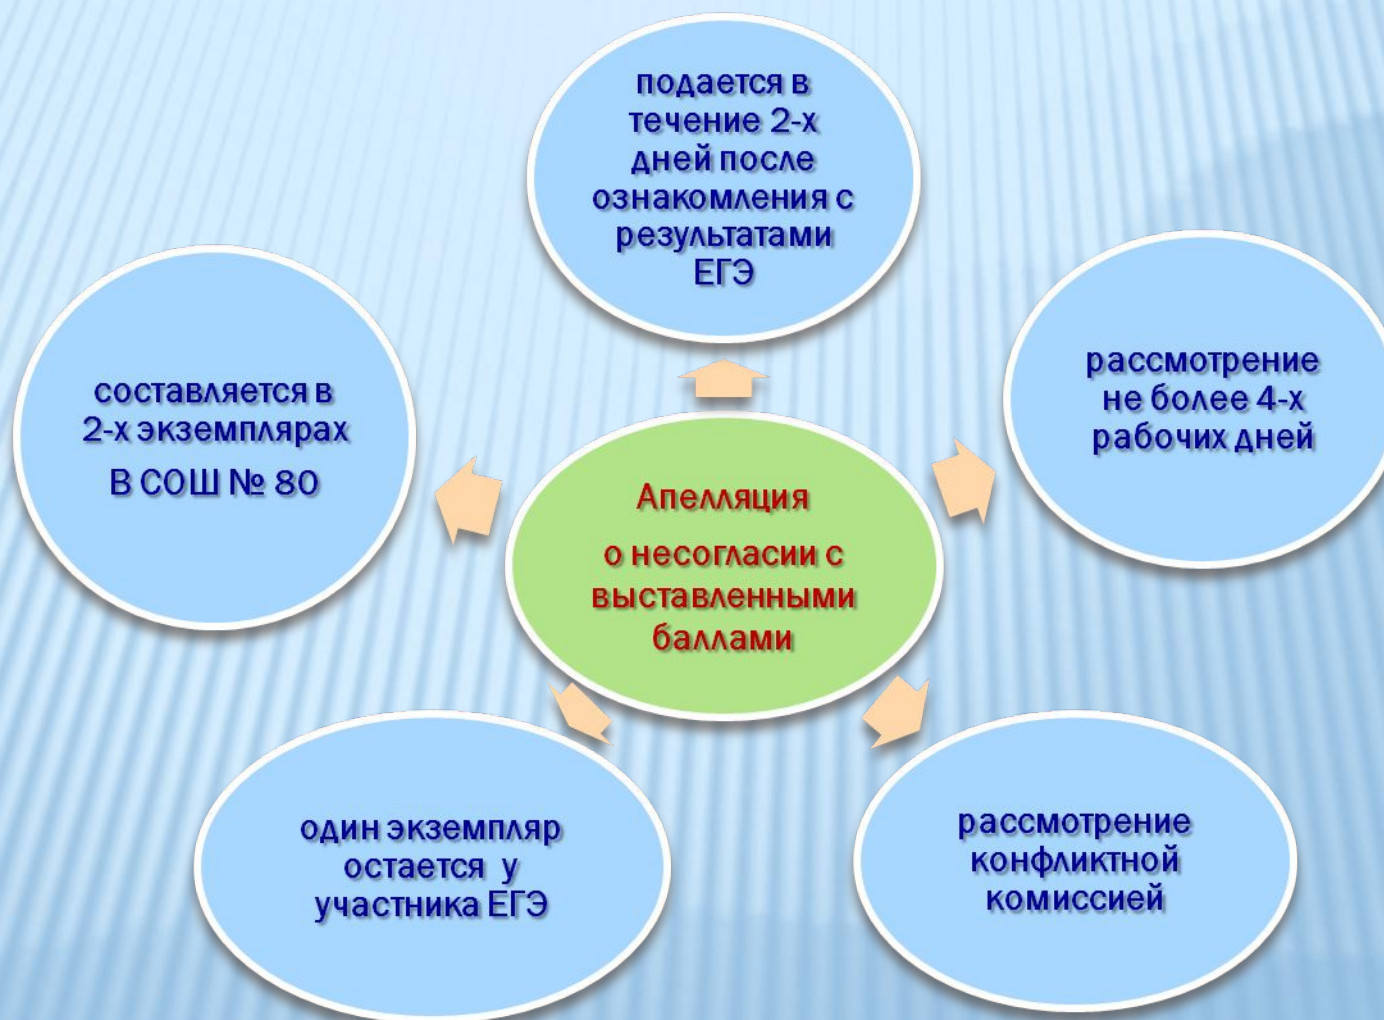 подается в
течение 2-х
дней после
ознакомления с
результатами
ЕГЭ
рассмотрение
не более 4-х
рабочих дней
составляется в
2-х экземплярах
В СОШ № 80
Апелляция
о несогласии с
выставленными
баллами
один экземпляр
остается у
участника ЕГЭ
рассмотрение
конфликтной
комиссией